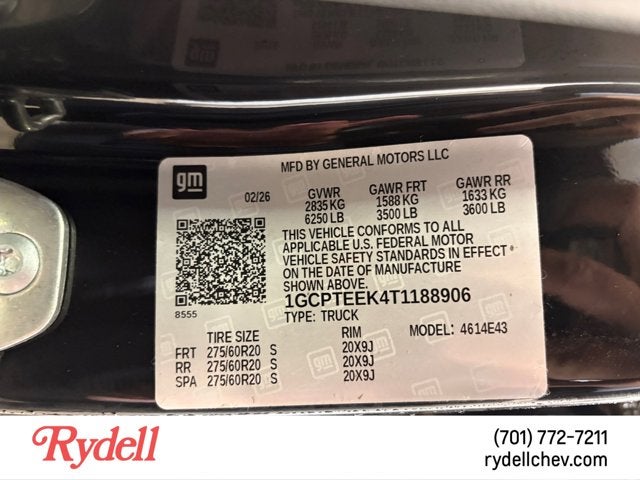 gm
MFD BY GENERAL MOTORS LLC
02/26
GVWR GAWR FRT GAWR RR
2835 KG 1588 KG 1633 KG
6250 LB 3500 LB 3600 LB
THIS VEHICLE CONFORMS TO ALL
APPLICABLE U.S. FEDERAL MOTOR
VEHICLE SAFETY STANDARDS IN EFFECT
ON THE DATE OF MANUFACTURE
SHOWN ABOVE.
8555
1GCPTEEK4T1188906
TYPE: TRUCK
MODEL: 4614E43
TIRE SIZE RIM
FRT 275/60R20 S 20X9J
RR 275/60R20 S 20X9J
SPA 275/60R20 S 20X9J
Rydell
(701) 772-7211
rydellchev.com